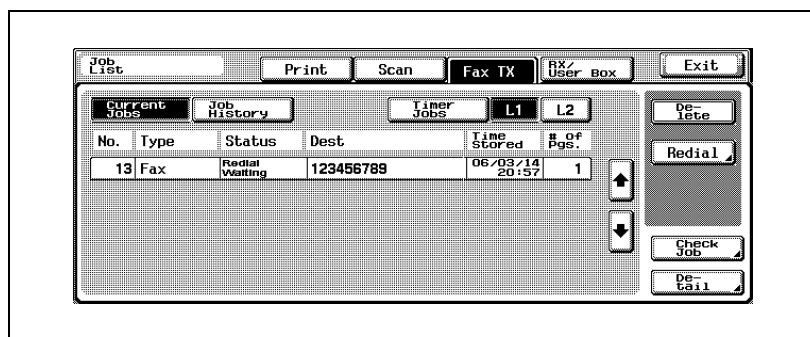 Job
List
Print
Scan
Fax TX
RX/
User Box
Exit
Current
Jobs
Job
History
Timer
Jobs
L1
L2
De-
lete
No.
Type
Status
Dest
Time
Stored
# of
Pgs.
Redial
13
Fax
Redial
Waiting
123456789
06/03/14
20:57
1
Check
Job
De-
tail